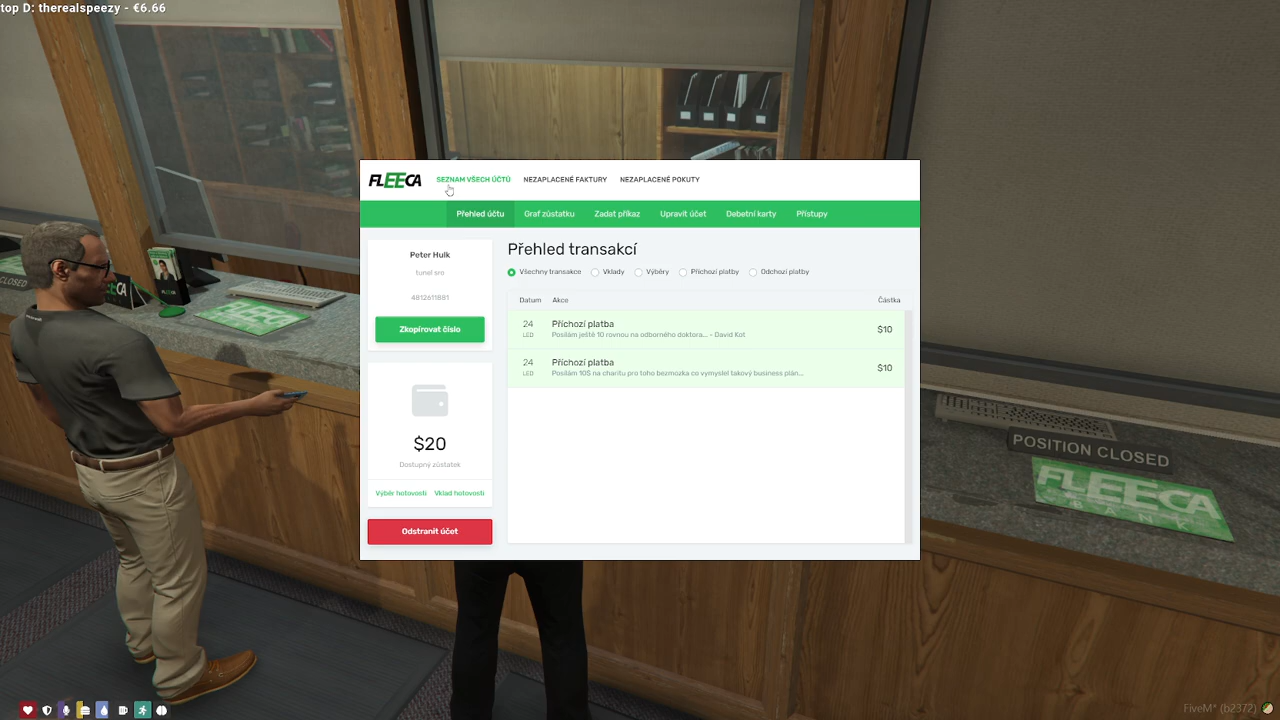 top D: therealspeezy - €6.66
FLEECA
SEZNAM VŠECH ÚČTŮ
NEZAPLACENÉ FAKTURY
NEZAPLACENÉ POKUTY
Přehled účtu
Graf zůstatku
Zadat příkaz
Upravit účet
Debetní karty
Přístupy
Peter Hulk
tunel sro
4812611881
Zkopírovat číslo
$20
Dostupný zůstatek
Výběr hotovosti
Vklad hotovosti
Odstranit účet
Přehled transakcí
Všechny transakce
Vklady
Výběry
Příchozí platby
Odchozí platby
Datum
Akce
Částka
24
LED
Příchozí platba
Posílám ještě 10 rovnou na odborného doktora... - David Kot
$10
24
LED
Příchozí platba
Posílám 10$ na charitu pro toho bezmozka co vymyslel takový business plán...
$10
CLOSED
POSITION CLOSED
FLEECA
BANK
FiveM* (b2372)